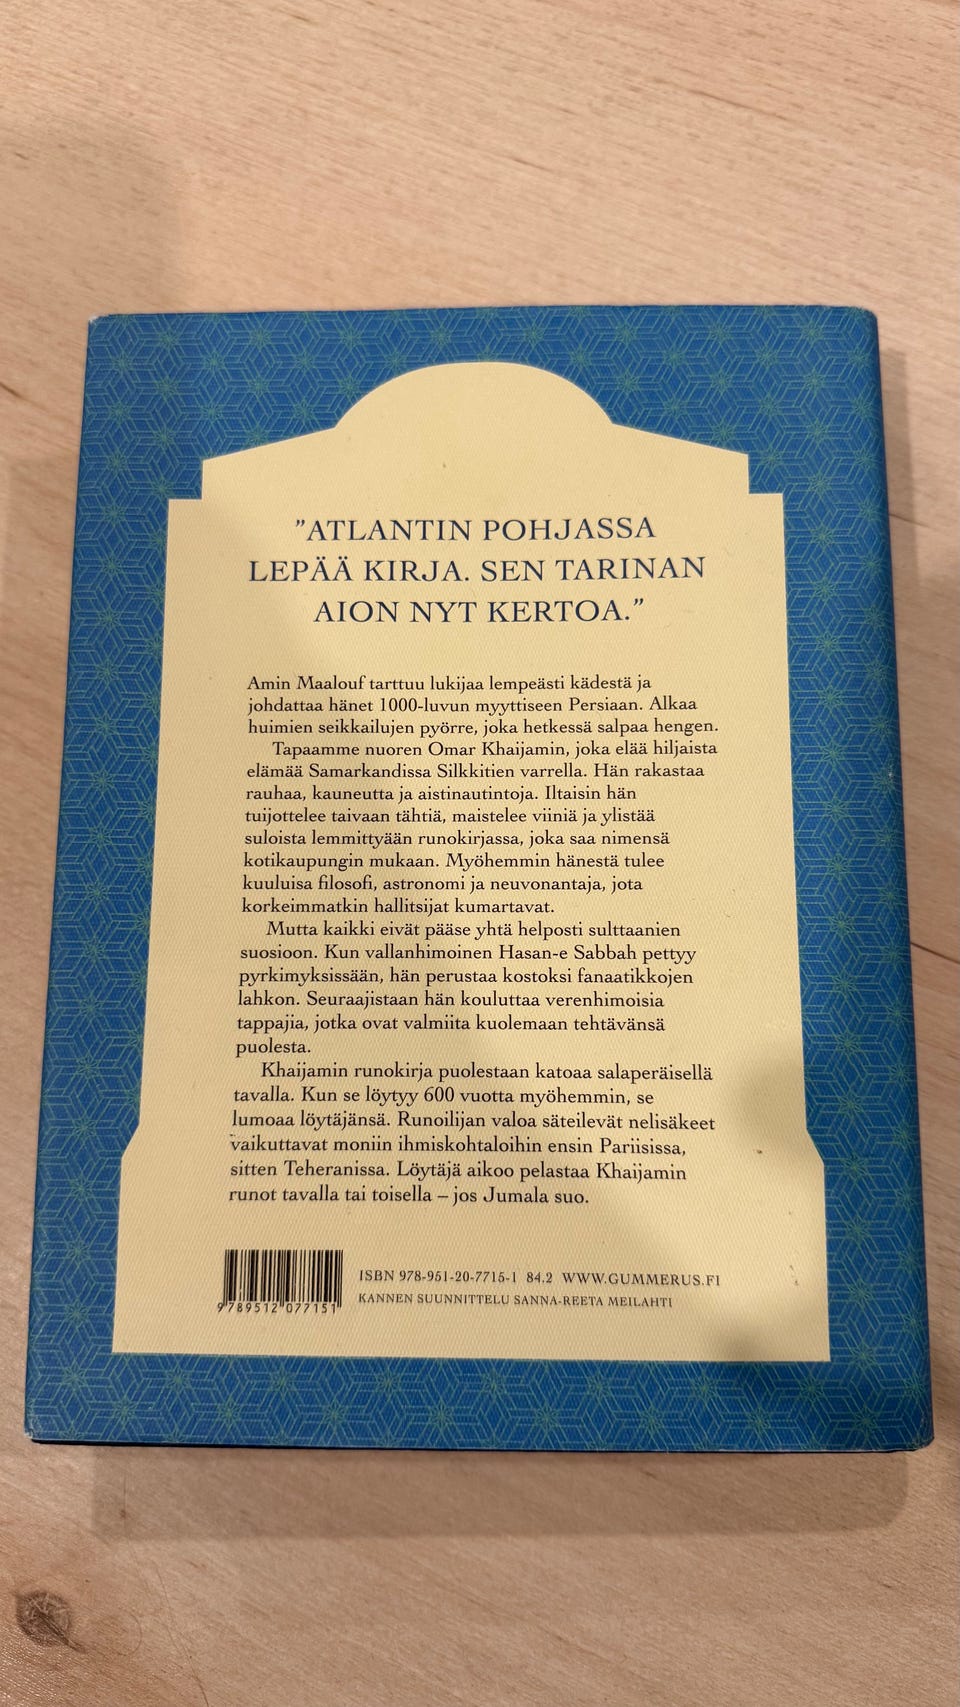 ”ATLANTIN POHJASSA
LEPÄÄ KIRJA. SEN TARINAN
AION NYT KERTOA.”
Amin Maalouf tarttuu lukijaa lempeästi kädestä ja
johdattaa hänet 1000-luvun myyttiseen Persiaan. Alkaa
huimien seikkailujen pyörre, joka hetkessä salpaa hengen.
Tapaamme nuoren Omar Khaijamin, joka elää hiljaista
elämää Samarkandissa Silkkitien varrella. Hän rakastaa
rauhaa, kauneutta ja aistinautintoja. Iltaisin hän
tuijottelee taivaan tähtiä, maistelee viiniä ja ylistää
suloista lemmittyään runokirjassa, joka saa nimensä
kotikaupungin mukaan. Myöhemmin hänestä tulee
kuuluisa filosofi, astronomi ja neuvonantaja, jota
korkeimmatkin hallitsijat kumartavat.
Mutta kaikki eivät pääse yhtä helposti sulttaanien
suosioon. Kun vallanhimoinen Hasan-e Sabbah pettyy
pyrkimyksissään, hän perustaa kostoksi fanaatikkojen
lahkon. Seuraajistaan hän kouluttaa verenhimoisia
tappajia, jotka ovat valmiita kuolemaan tehtävänsä
puolesta.
Khaijamin runokirja puolestaan katoaa salaperäisellä
tavalla. Kun se löytyy 600 vuotta myöhemmin, se
lumoaa löytäjänsä. Runoilijan valoa säteilevät nelisäkeet
vaikuttavat moniin ihmiskohtaloihin ensin Pariisissa,
sitten Teheranissa. Löytäjä aikoo pelastaa Khaijamin
runot tavalla tai toisella – jos Jumala suo.
ISBN 978-951-20-7715-1 84.2 WWW.GUMMERUS.FI
KANNEN SUUNNITTELU SANNA-REETA MEILAHTI
9 789512 077151